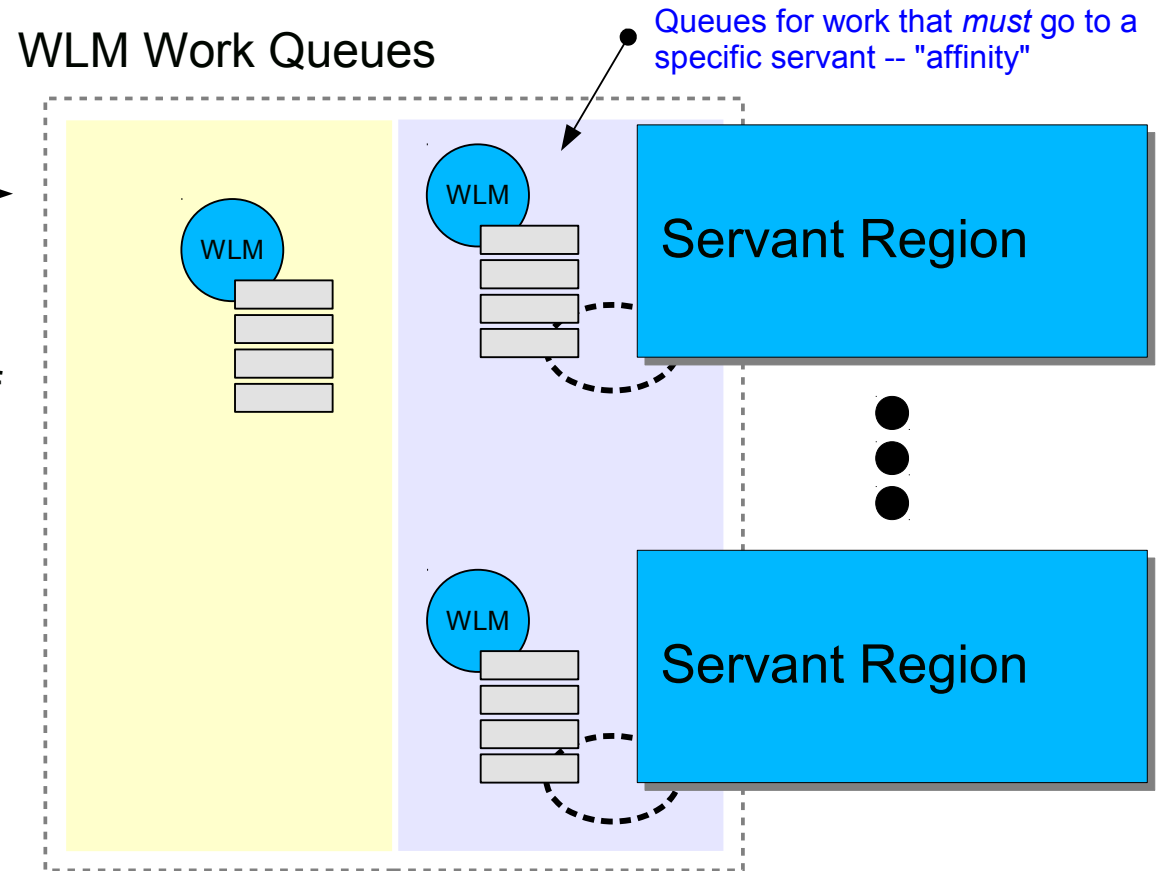 WLM Work Queues
Queues for work that must go to a
specific servant -- "affinity"
WLM
Servant Region
WLM
WLM
Servant Region